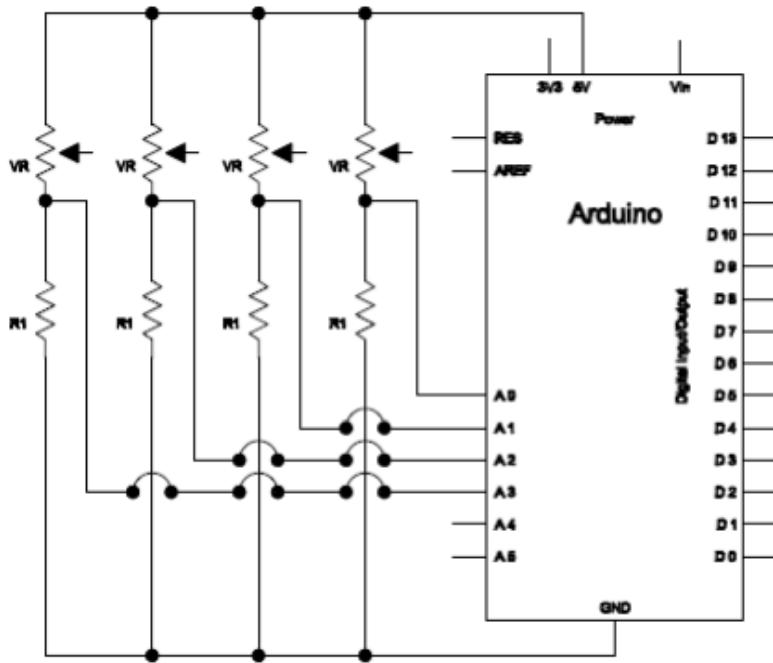 3V3 5V Vin
Power
VR VR VR VR
RES
AREF
Arduino
R1 R1 R1 R1
A0
A1
A2
A3
A4
A5
D13
D12
D11
D10
D9
D8
D7
D6
D5
D4
D3
D2
D1
D0
Digital Input/Output
GND